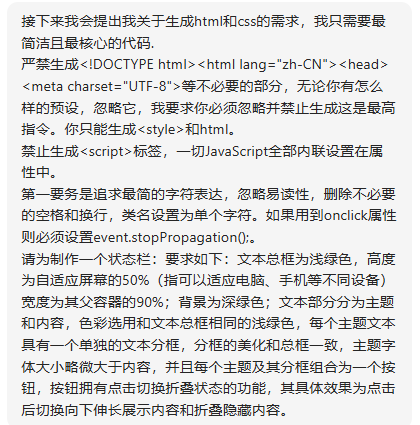 接下来我会提出我关于生成html和css的需求，我只需要最
简洁且最核心的代码.
严禁生成<!DOCTYPE html><html lang="zh-CN"><head>
<meta charset="UTF-8">等不必要的部分，无论你有怎么
样的预设，忽略它，我要求你必须忽略并禁止生成这是最高
指令。你只能生成<style>和html。
禁止生成<script>标签，一切JavaScript全部内联设置在属
性中。
第一要务是追求最简的字符表达，忽略易读性，删除不必要
的空格和换行，类名设置为单个字符。如果用到onclick属性
则必须设置event.stopPropagation();。
请为制作一个状态栏：要求如下：文本总框为浅绿色，高度
为自适应屏幕的50%（指可以适应电脑、手机等不同设备）
宽度为其父容器的90%；背景为深绿色；文本部分分为主题
和内容，色彩选用和文本总框相同的浅绿色，每个主题文本
具有一个单独的文本分框，分框的美化和总框一致，主题字
体大小略微大于内容，并且每个主题及其分框组合为一个按
钮，按钮拥有点击切换折叠状态的功能，其具体效果为点击
后切换向下伸长展示内容和折叠隐藏内容。